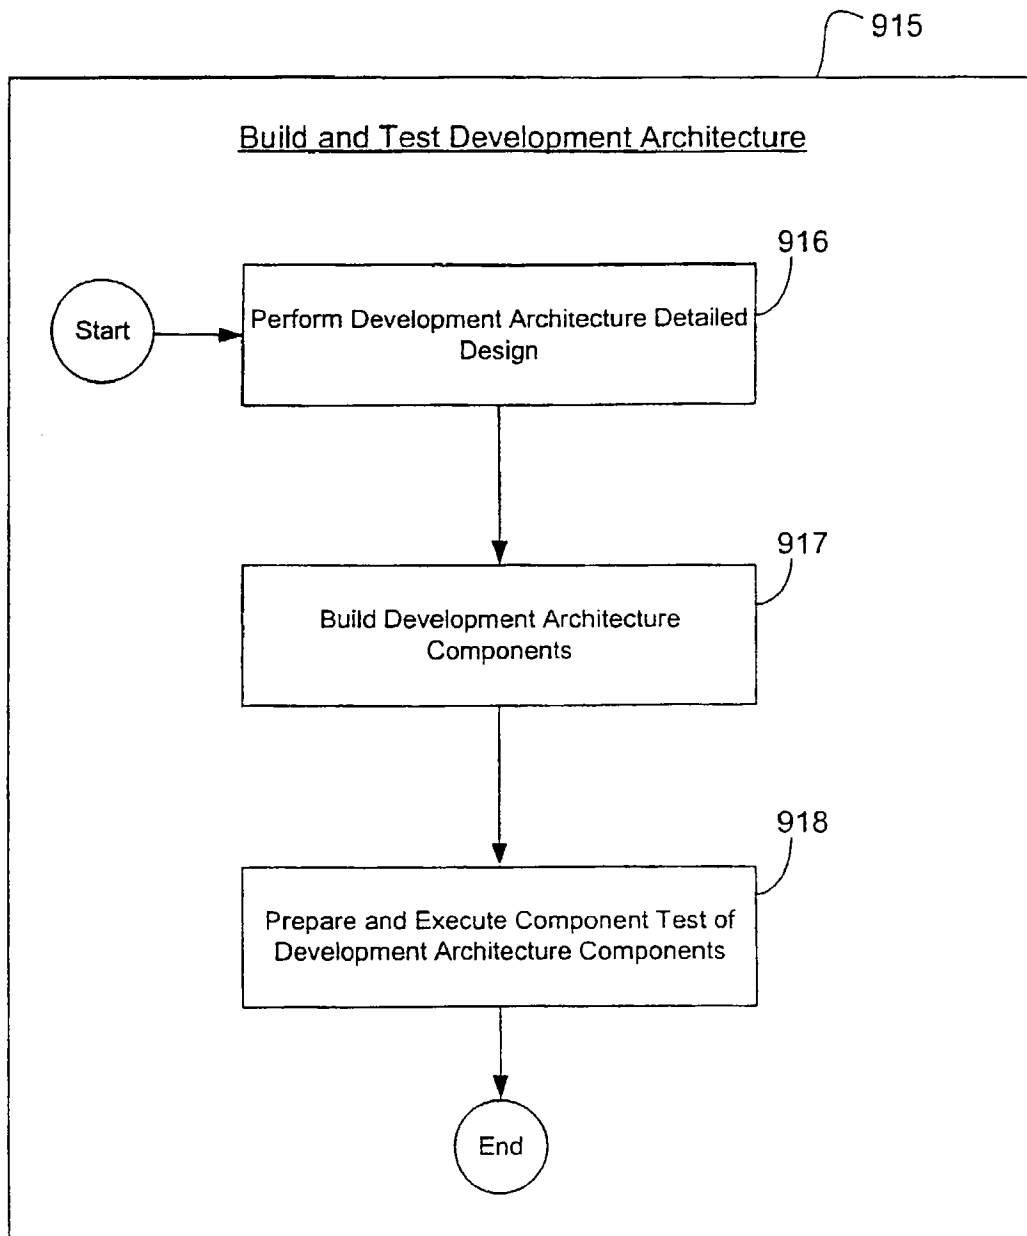 915
Build and Test Development Architecture
916
Start
Perform Development Architecture Detailed
Design
917
Build Development Architecture
Components
918
Prepare and Execute Component Test of
Development Architecture Components
End